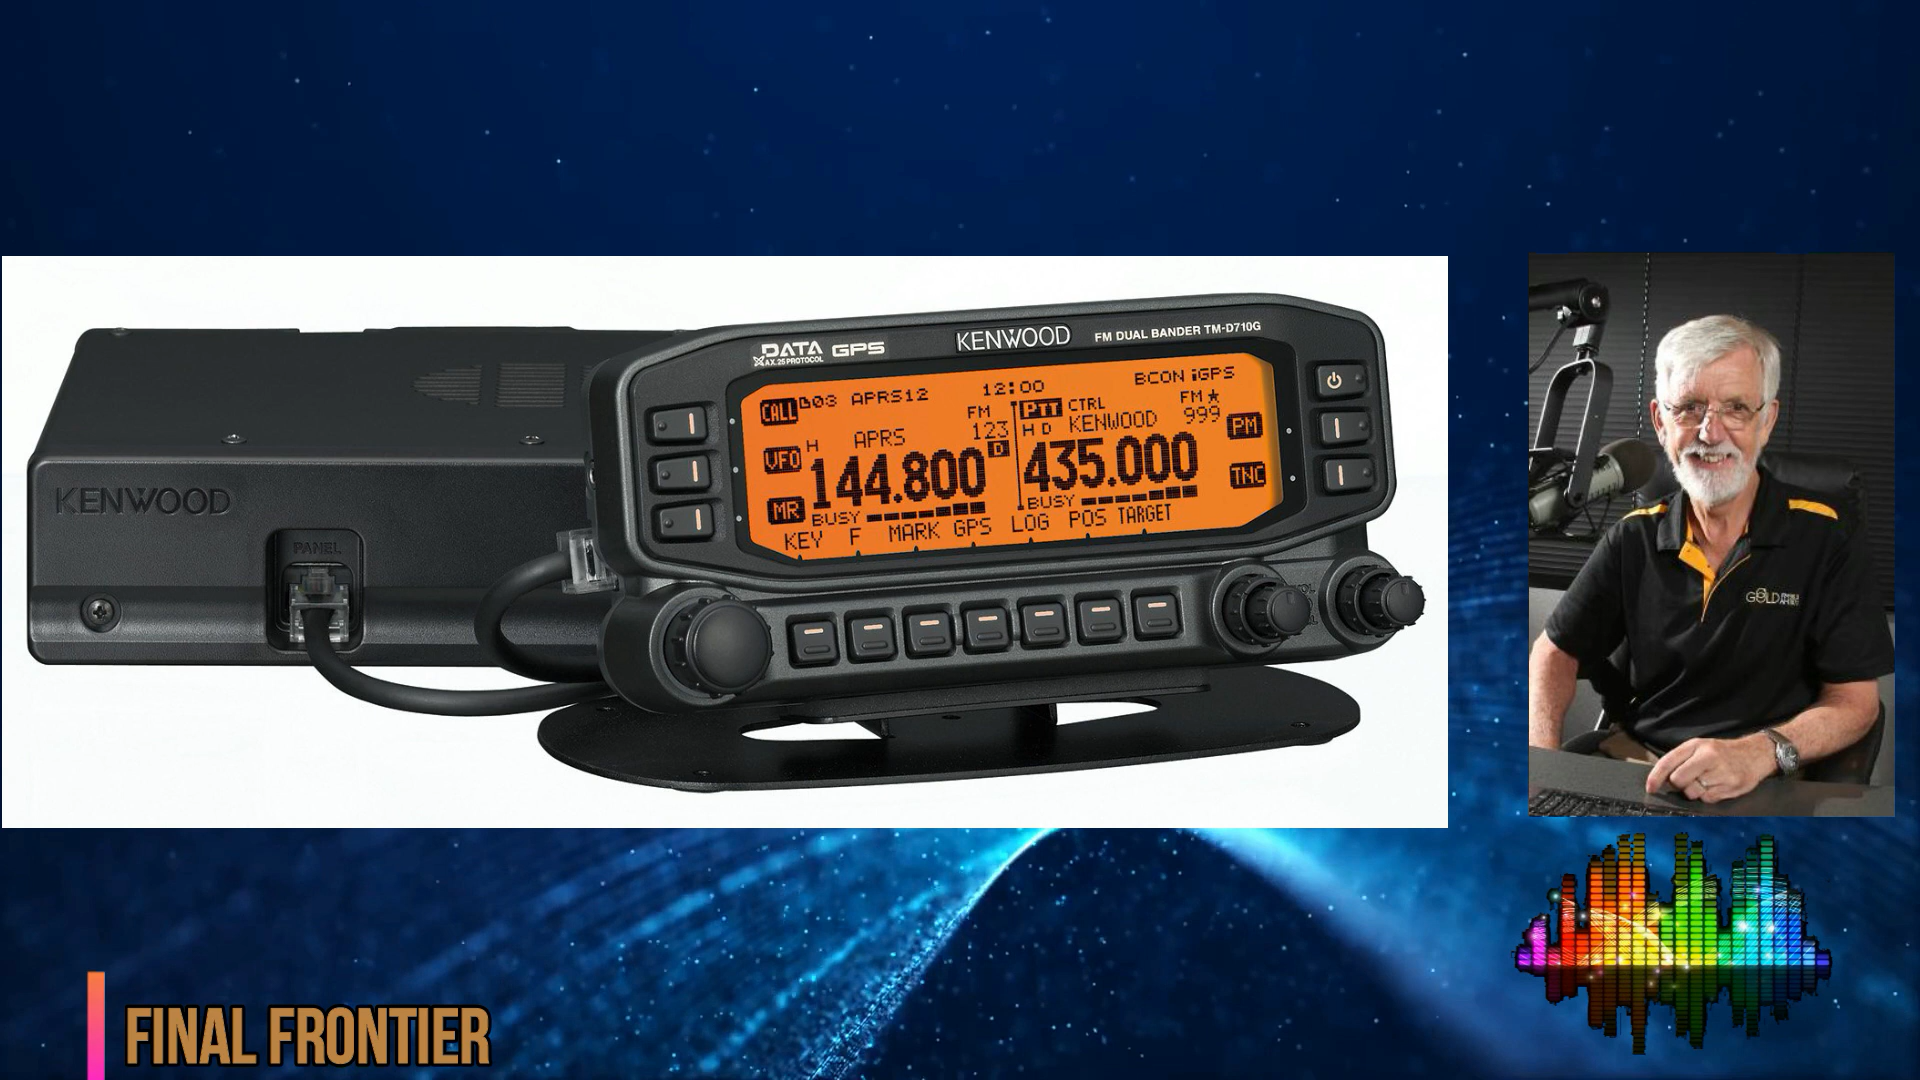 KENWOOD
PANEL
DATA GPS
AX.25 PROTOCOL
KENWOOD
FM DUAL BANDER TM-D710G
CALL 03 APRS12 12:00 BCON iGPS
FM PTT CTRL FM
H APRS 123 H D KENWOOD 999 PM
VFO 144.800 D 435.000 TNC
MR BUSY BUSY
KEY F MARK GPS LOG POS TARGET
GOLD
FINAL FRONTIER